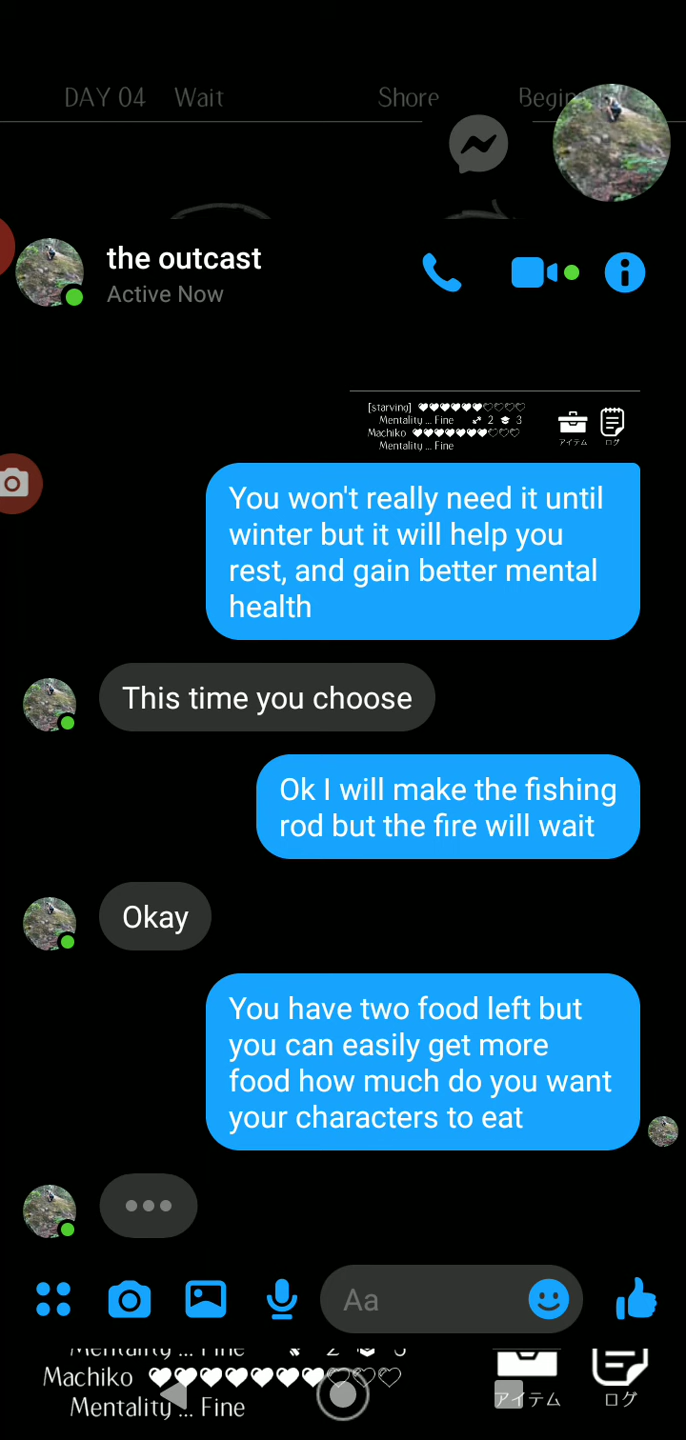 DAY 04 Wait Shore Begin
the outcast
Active Now
[starving]
Mentality ... Fine 2 3
Machiko
Mentality ... Fine
アイテム ログ
You won't really need it until
winter but it will help you
rest, and gain better mental
health
This time you choose
Ok I will make the fishing
rod but the fire will wait
Okay
You have two food left but
you can easily get more
food how much do you want
your characters to eat
Aa
Mentality ... Fine 2 3
Machiko
Mentality ... Fine
アイテム ログ